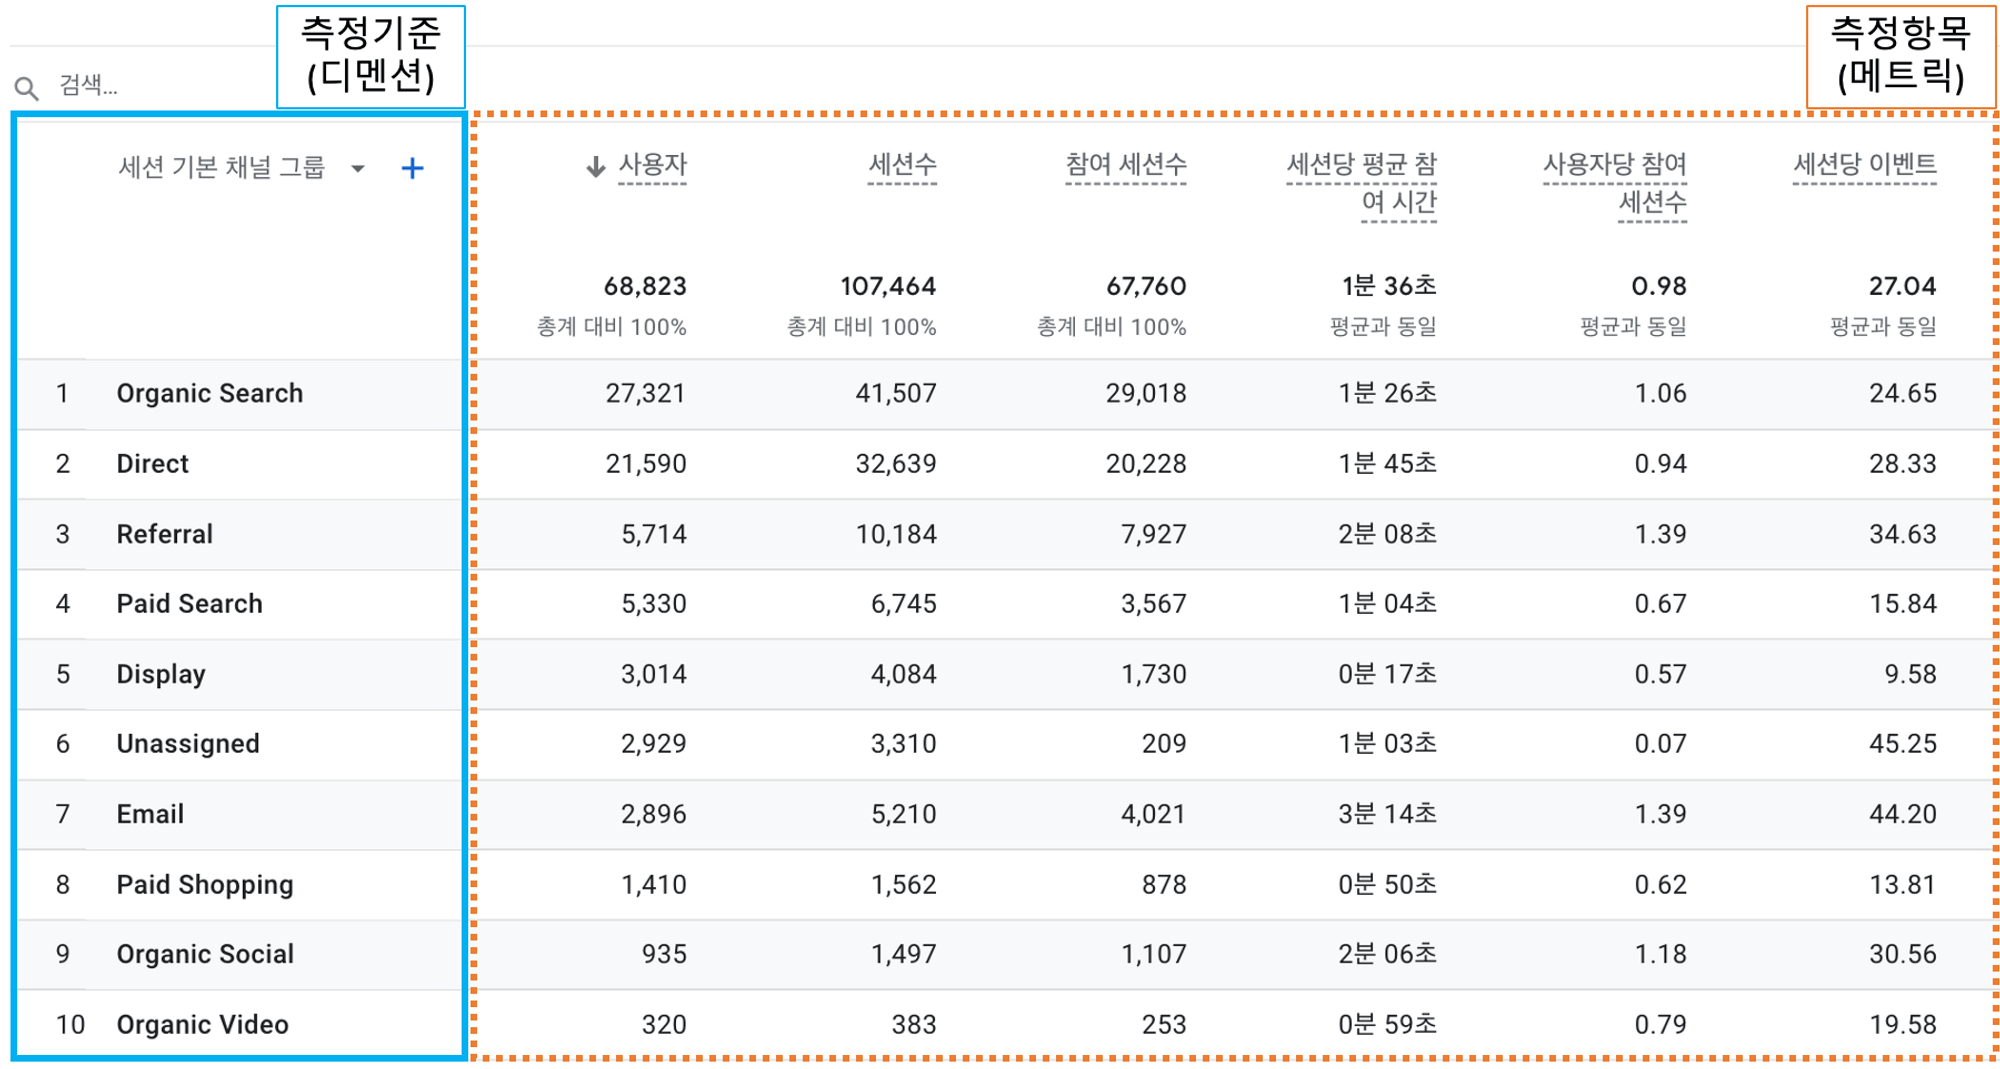 측정기준
(디멘션)
측정항목
(메트릭)
검색...
세션 기본 채널 그룹 +
사용자
세션수
참여 세션수
세션당 평균 참
여 시간
사용자당 참여
세션수
세션당 이벤트
68,823 107,464 67,760 1분 36초 0.98 27.04
총계 대비 100% 총계 대비 100% 총계 대비 100% 평균과 동일 평균과 동일 평균과 동일
1 Organic Search 27,321 41,507 29,018 1분 26초 1.06 24.65
2 Direct 21,590 32,639 20,228 1분 45초 0.94 28.33
3 Referral 5,714 10,184 7,927 2분 08초 1.39 34.63
4 Paid Search 5,330 6,745 3,567 1분 04초 0.67 15.84
5 Display 3,014 4,084 1,730 0분 17초 0.57 9.58
6 Unassigned 2,929 3,310 209 1분 03초 0.07 45.25
7 Email 2,896 5,210 4,021 3분 14초 1.39 44.20
8 Paid Shopping 1,410 1,562 878 0분 50초 0.62 13.81
9 Organic Social 935 1,497 1,107 2분 06초 1.18 30.56
10 Organic Video 320 383 253 0분 59초 0.79 19.58